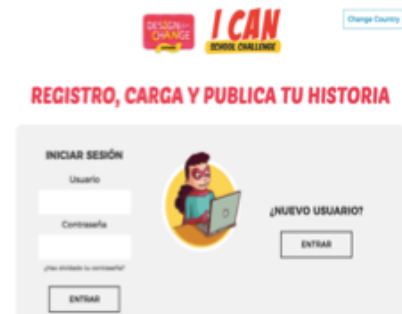 DESIGN for
CHANGE
I CAN
SCHOOL CHALLENGE
Change Country
REGISTRO, CARGA Y PUBLICA TU HISTORIA
INICIAR SESIÓN
Usuario
Contraseña
¿Has olvidado tu contraseña?
ENTRAR
¿NUEVO USUARIO?
ENTRAR